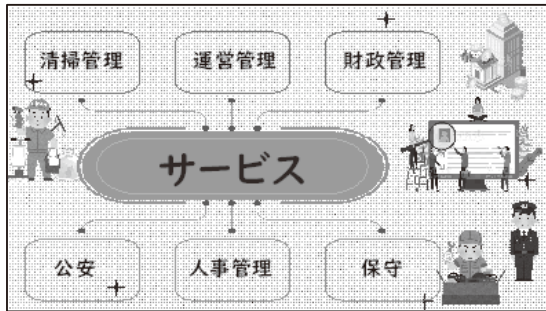 清掃管理
運営管理
財政管理
サービス
公安
人事管理
保守